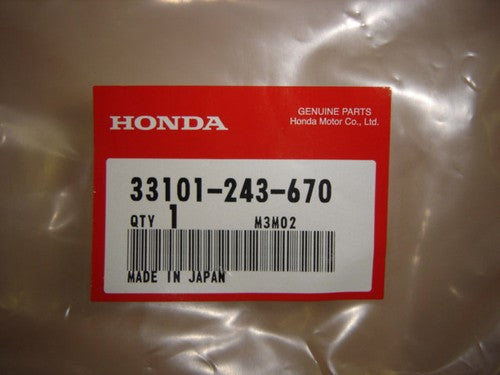 HONDA
GENUINE PARTS
Honda Motor Co., Ltd.
33101-243-670
QTY 1 M3M02
MADE IN JAPAN